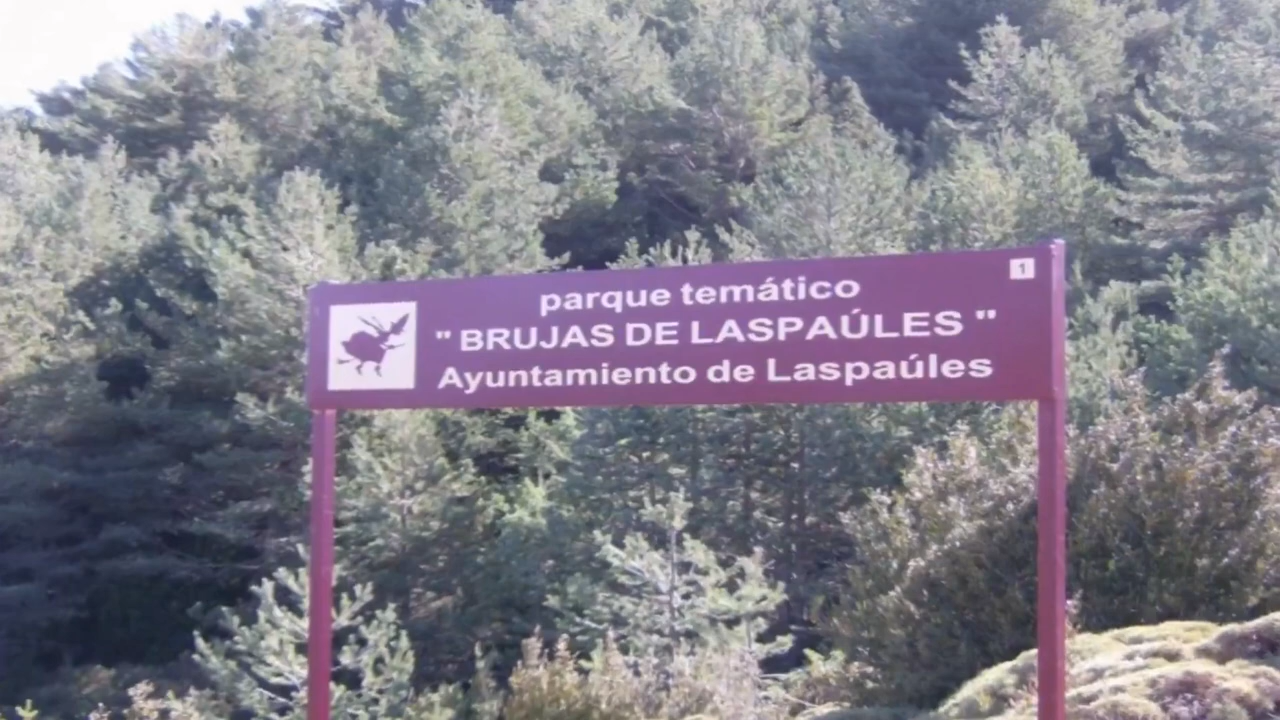 1
parque temático
" BRUJAS DE LASPAÚLES "
Ayuntamiento de Laspaúles